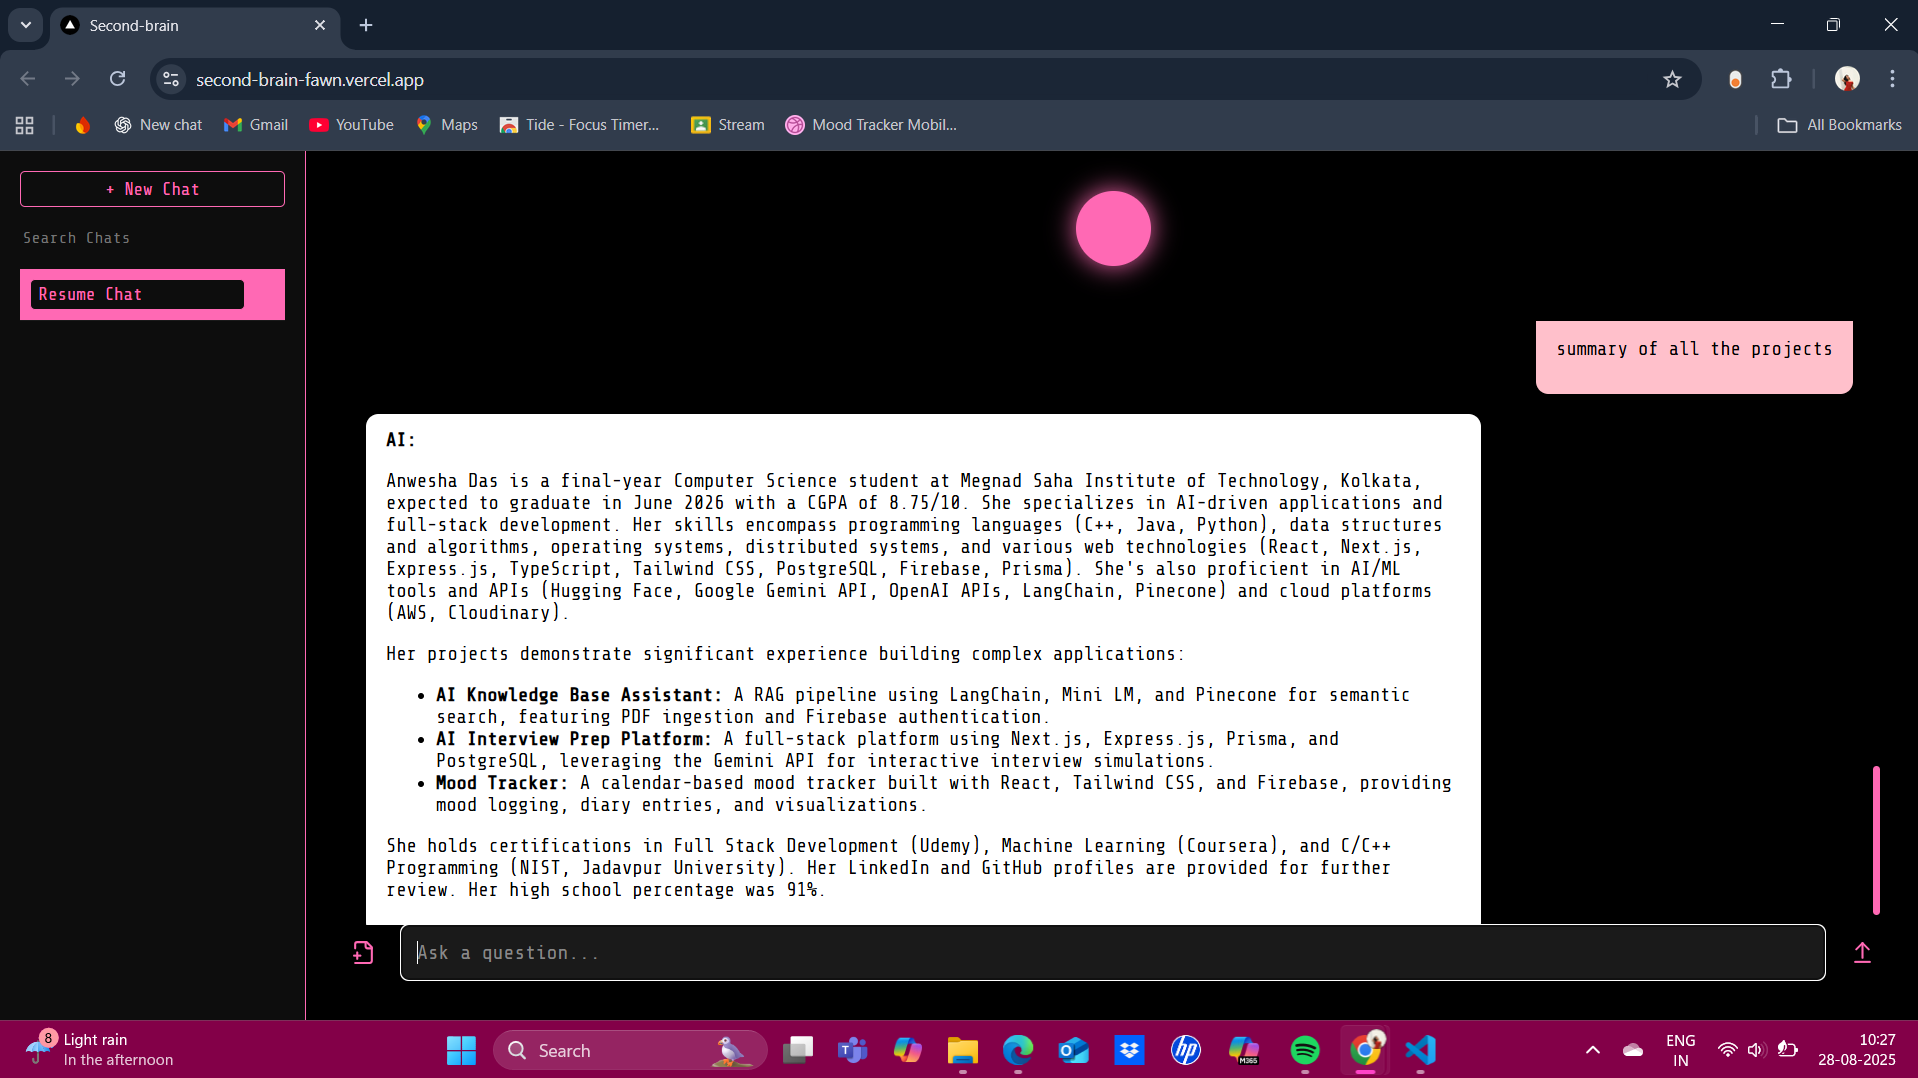 Second-brain
second-brain-fawn.vercel.app
New chat
Gmail
YouTube
Maps
Tide - Focus Timer...
Stream
Mood Tracker Mobil...
All Bookmarks
+ New Chat
Search Chats
Resume Chat
summary of all the projects
AI:
Anwesha Das is a final-year Computer Science student at Megnad Saha Institute of Technology, Kolkata,
expected to graduate in June 2026 with a CGPA of 8.75/10. She specializes in AI-driven applications and
full-stack development. Her skills encompass programming languages (C++, Java, Python), data structures
and algorithms, operating systems, distributed systems, and various web technologies (React, Next.js,
Express.js, TypeScript, Tailwind CSS, PostgreSQL, Firebase, Prisma). She's also proficient in AI/ML
tools and APIs (Hugging Face, Google Gemini API, OpenAI APIs, LangChain, Pinecone) and cloud platforms
(AWS, Cloudinary).
Her projects demonstrate significant experience building complex applications:
• AI Knowledge Base Assistant: A RAG pipeline using LangChain, Mini LM, and Pinecone for semantic
search, featuring PDF ingestion and Firebase authentication.
• AI Interview Prep Platform: A full-stack platform using Next.js, Express.js, Prisma, and
PostgreSQL, leveraging the Gemini API for interactive interview simulations.
• Mood Tracker: A calendar-based mood tracker built with React, Tailwind CSS, and Firebase, providing
mood logging, diary entries, and visualizations.
She holds certifications in Full Stack Development (Udemy), Machine Learning (Coursera), and C/C++
Programming (NIST, Jadavpur University). Her LinkedIn and GitHub profiles are provided for further
review. Her high school percentage was 91%.
Ask a question...
8
Light rain
In the afternoon
Search
T
O
hp
M365
ENG
IN
10:27
28-08-2025